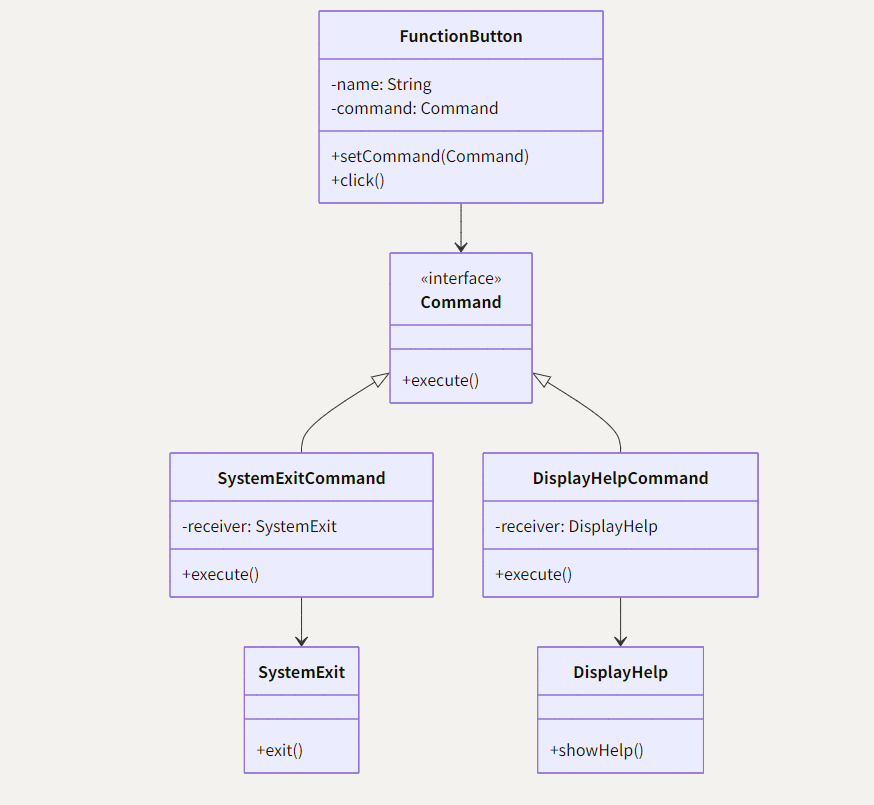 FunctionButton
-name: String
-command: Command
+setCommand(Command)
+click()
«interface»
Command
+execute()
SystemExitCommand
-receiver: SystemExit
+execute()
DisplayHelpCommand
-receiver: DisplayHelp
+execute()
SystemExit
+exit()
DisplayHelp
+showHelp()